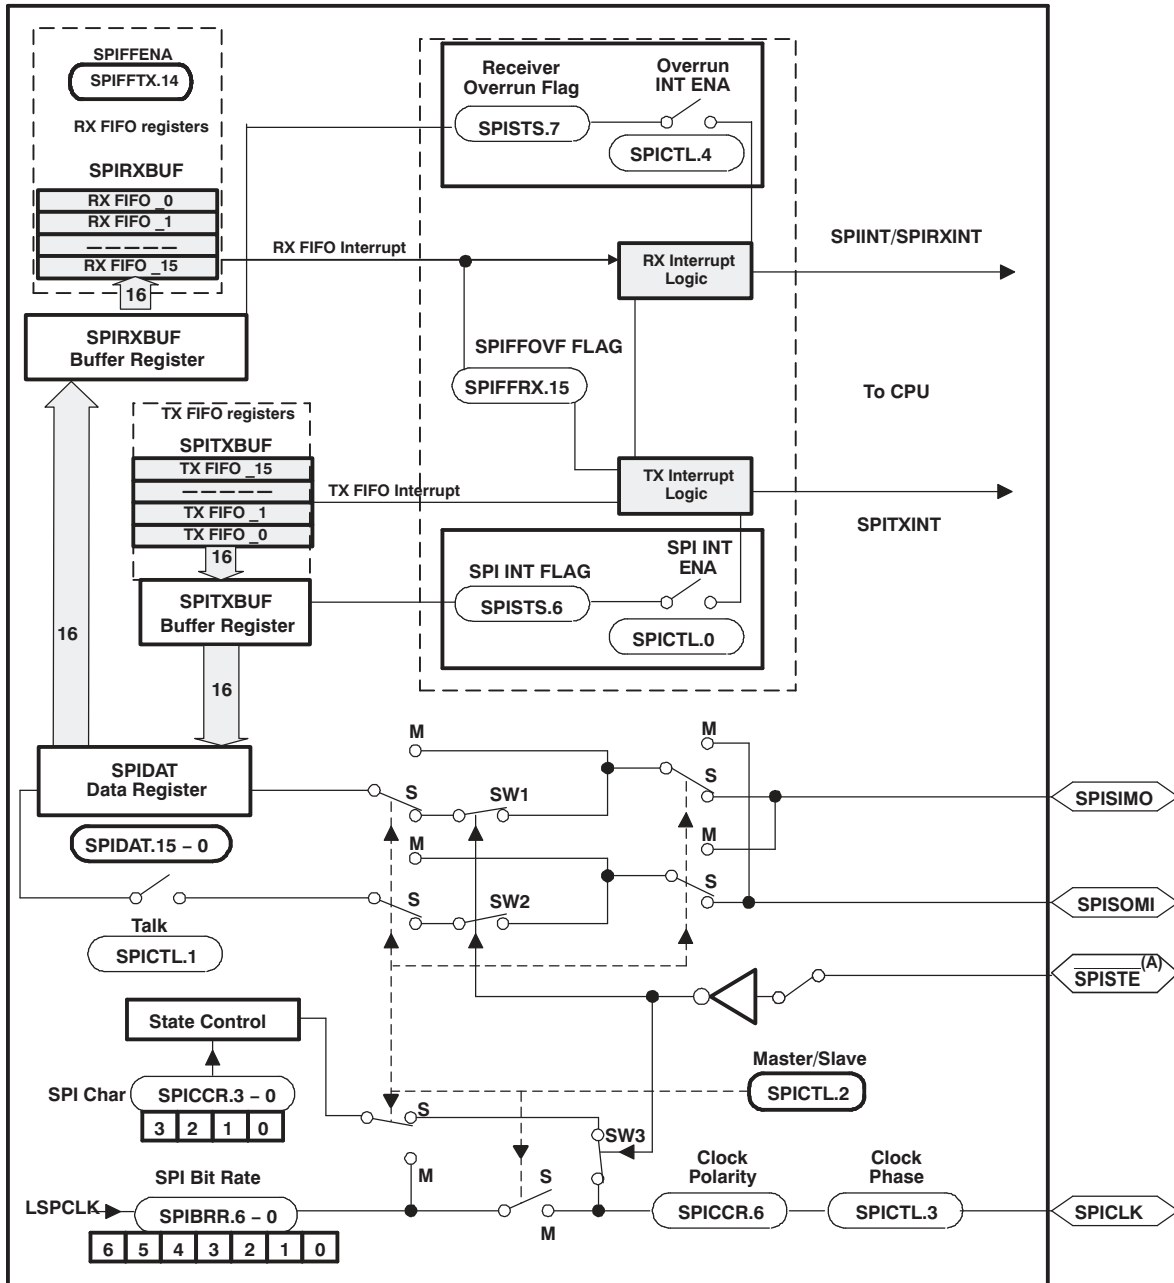 SPIFFENA
SPIFFTX.14
RX FIFO registers
SPIRXBUF
RX FIFO _0
RX FIFO _1
– – – – –
RX FIFO _15
16
SPIRXBUF
Buffer Register
Receiver
Overrun Flag
SPISTS.7
Overrun
INT ENA
SPICTL.4
RX FIFO Interrupt
RX Interrupt
Logic
SPIINT/SPIRXINT
SPIFFOVF FLAG
SPIFFRX.15
To CPU
TX FIFO registers
SPITXBUF
TX FIFO _15
– – – – –
TX FIFO _1
TX FIFO _0
16
TX FIFO Interrupt
TX Interrupt
Logic
SPITXINT
SPITXBUF
Buffer Register
SPI INT FLAG
SPISTS.6
SPI INT
ENA
SPICTL.0
16
16
SPIDAT
Data Register
SPIDAT.15 – 0
M
S
SW1
M
S
SPISIMO
M
S
SW2
M
S
SPISOMI
Talk
SPICTL.1
SPISTE (A)
State Control
SPI Char
SPICCR.3 – 0
3 2 1 0
Master/Slave
SPICTL.2
S
SW3
M
SPI Bit Rate
LSPCLK
SPIBRR.6 – 0
6 5 4 3 2 1 0
S
M
Clock
Polarity
SPICCR.6
Clock
Phase
SPICTL.3
SPICLK